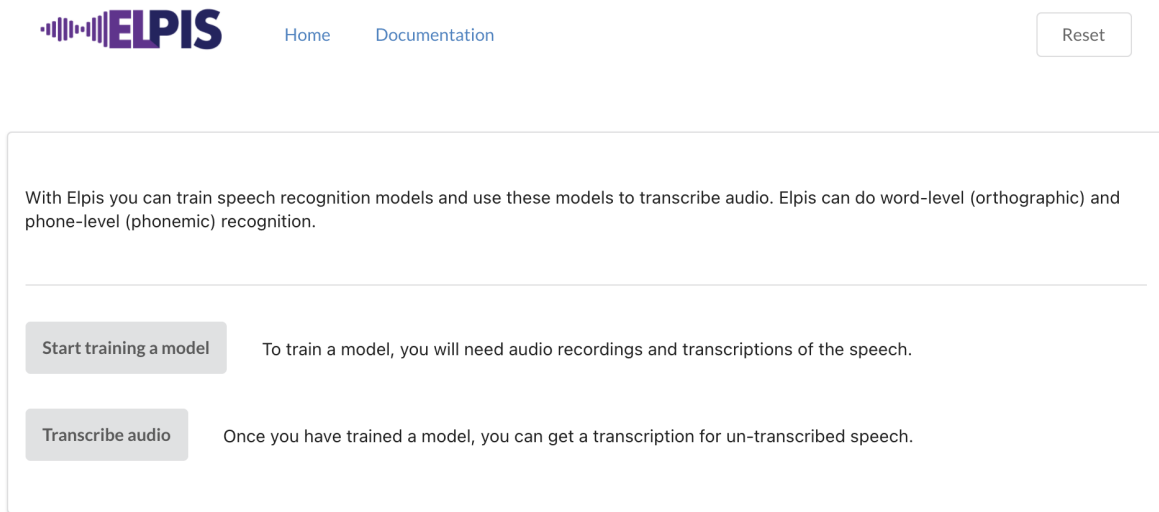 ELPIS
Home Documentation Reset
With Elpis you can train speech recognition models and use these models to transcribe audio. Elpis can do word-level (orthographic) and
phone-level (phonemic) recognition.
Start training a model To train a model, you will need audio recordings and transcriptions of the speech.
Transcribe audio Once you have trained a model, you can get a transcription for un-transcribed speech.